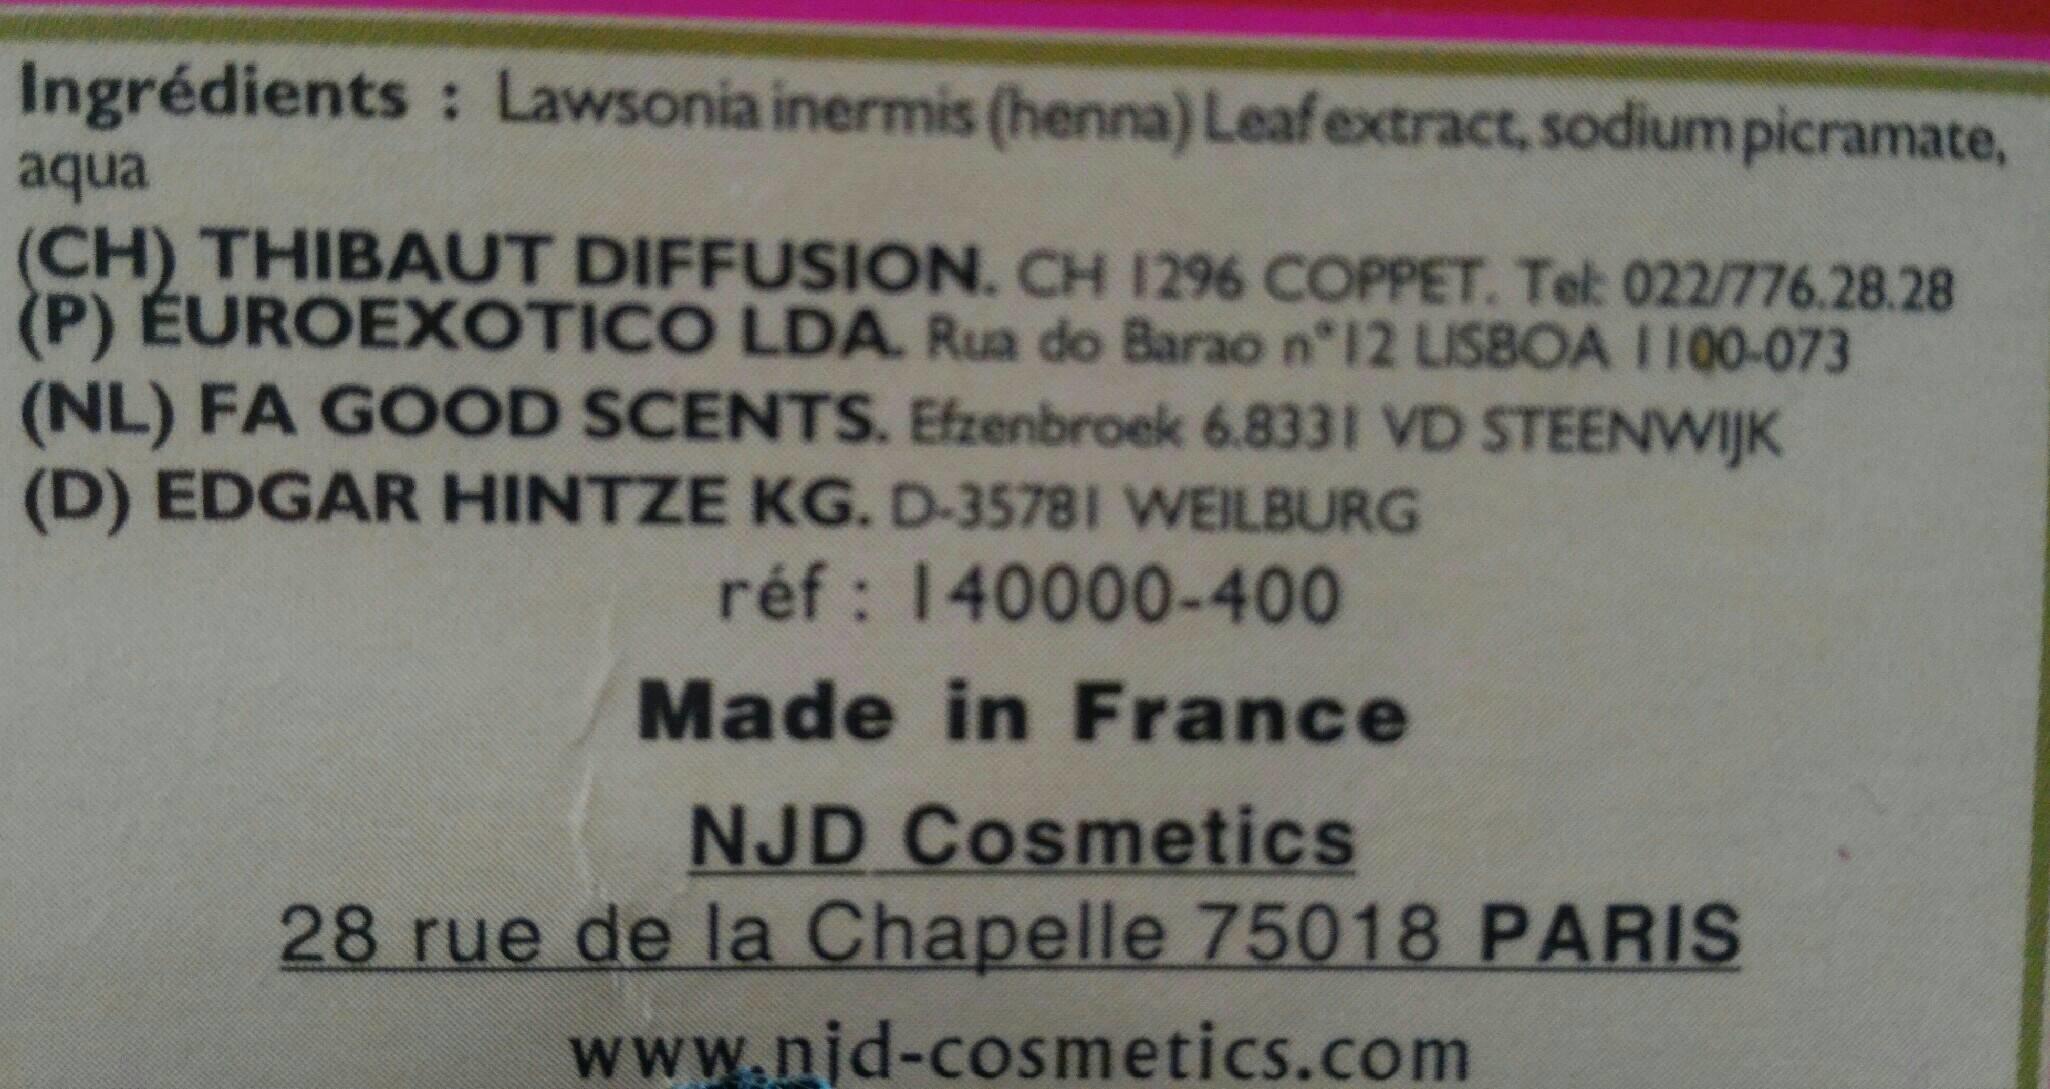 Ingrédients : Lawsonia inermis (henna) Leaf extract, sodium picramate,
aqua
(CH) THIBAUT DIFFUSION. CH 1296 COPPET. Tel: 022/776.28.28
(P) EUROEXOTICO LDA. Rua do Barao n°12 LISBOA 1100-073
(NL) FA GOOD SCENTS. Efzenbroek 6.8331 VD STEENWIJK
(D) EDGAR HINTZE KG. D-35781 WEILBURG
réf : 140000-400
Made in France
NJD Cosmetics
28 rue de la Chapelle 75018 PARIS
www.njd-cosmetics.com